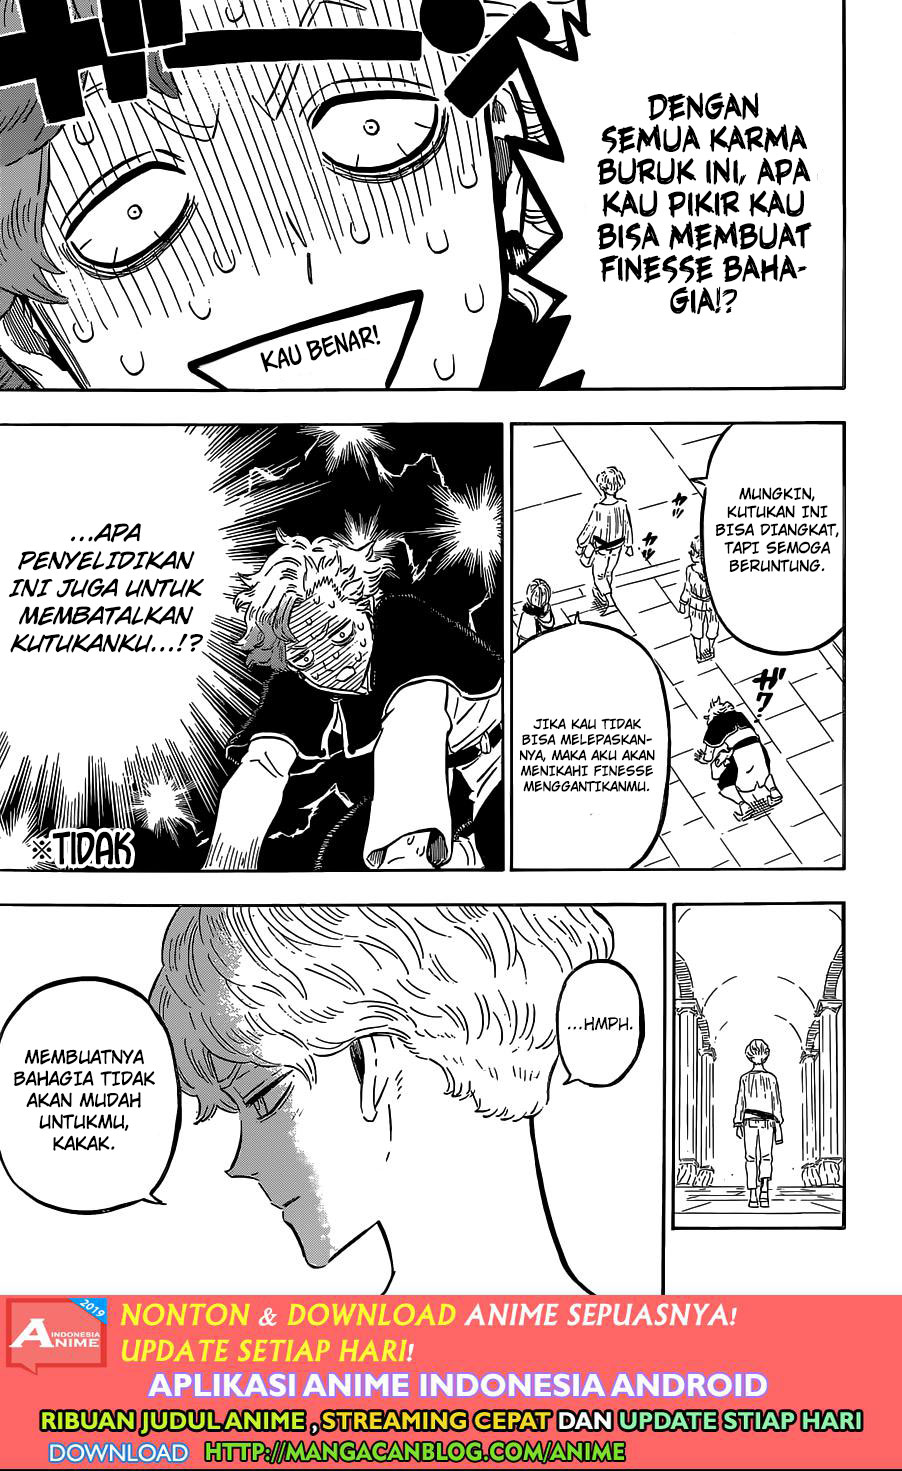 DENGAN
SEMUA KARMA
BURUK INI, APA
KAU PIKIR KAU
BISA MEMBUAT
FINESSE BAHA-
GIA!?
KAU BENAR!
MUNGKIN,
KUTUKAN INI
BISA DIANGKAT,
TAPI SEMOGA
BERUNTUNG.
JIKA KAU TIDAK
BISA MELEPASKAN-
NYA, MAKA AKU AKAN
MENIKAHI FINESSE
MENGGANTIKANMU.
...APA
PENYELIDIKAN
INI JUGA UNTUK
MEMBATALKAN
KUTUKANKU...!?
※TIDAK
...HMPH.
MEMBUATNYA
BAHAGIA TIDAK
AKAN MUDAH
UNTUKMU,
KAKAK.
2019
INDONESIA
ANIME
NONTON & DOWNLOAD ANIME SEPUASNYA!
UPDATE SETIAP HARI!
APLIKASI ANIME INDONESIA ANDROID
RIBUAN JUDUL ANIME , STREAMING CEPAT DAN UPDATE STIAP HARI
DOWNLOAD HTTP://MANGACANBLOG.COM/ANIME